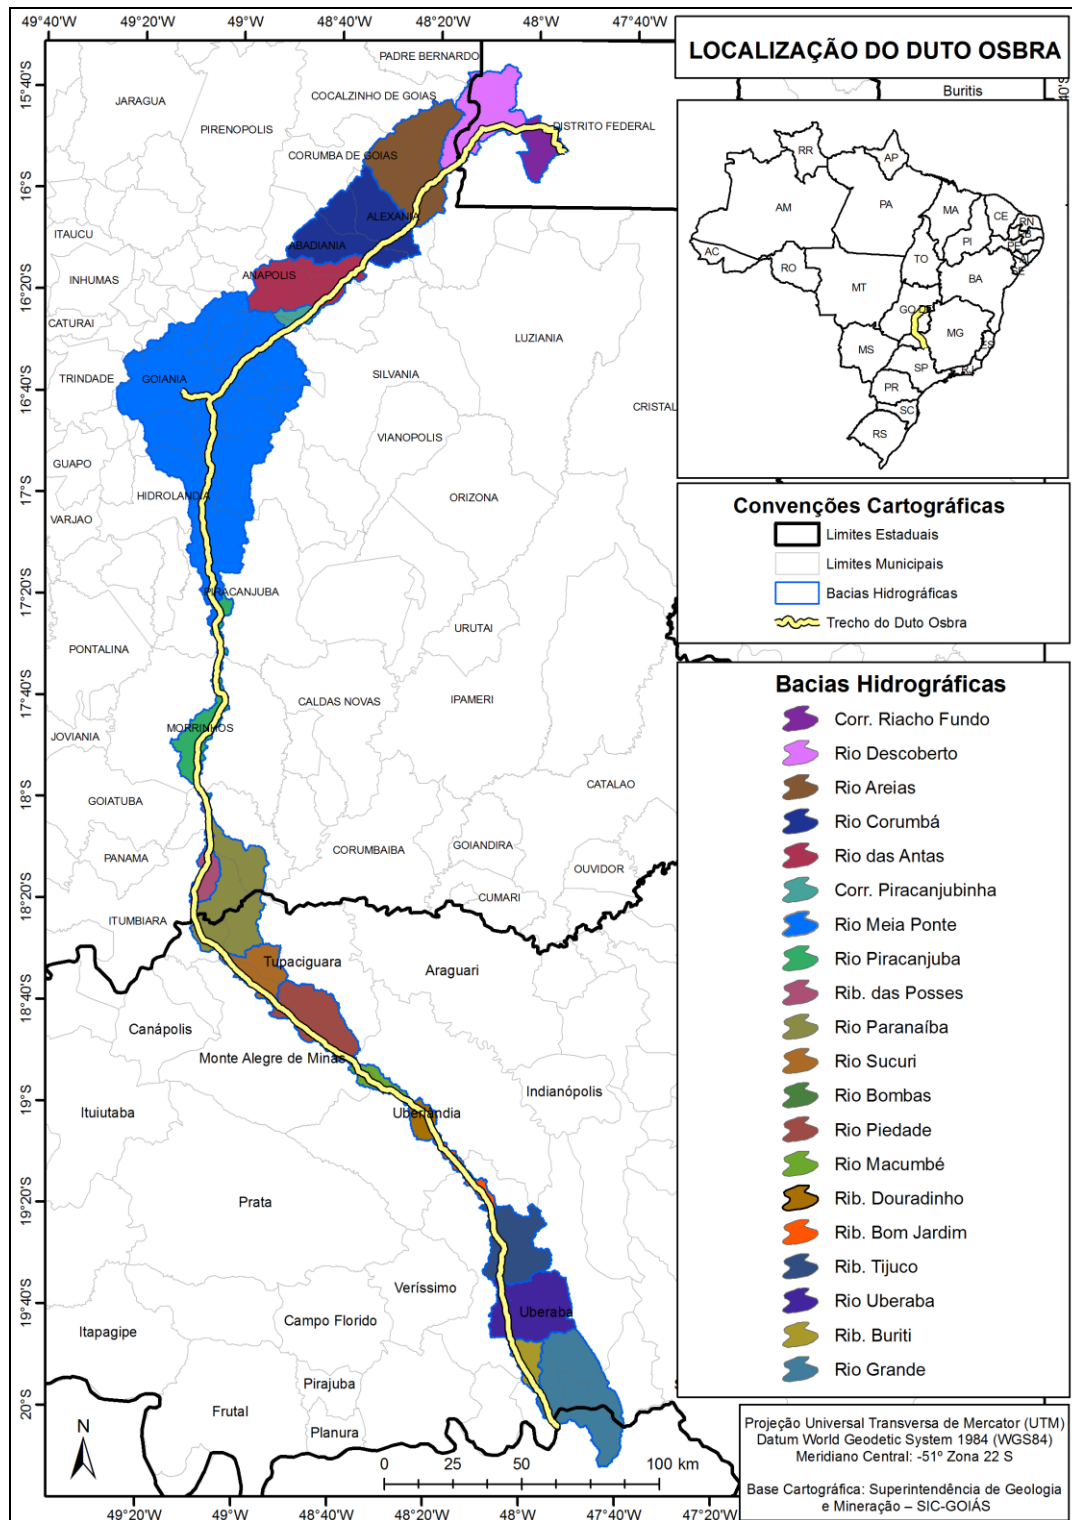 49°40'W
49°20'W
49°W
48°40'W
48°20'W
48°W
47°40'W
LOCALIZAÇÃO DO DUTO OSBRA
15°40'S
16°S
16°20'S
16°40'S
17°S
17°20'S
17°40'S
18°S
18°20'S
18°40'S
19°S
19°20'S
19°40'S
20°S
PADRE BERNARDO
Buritis
JARAGUA
COCALZINHO DE GOIAS
PIRENOPOLIS
DISTRITO FEDERAL
CORUMBA DE GOIAS
ALEXANIA
ITAUCU
ABADIANIA
INHUMAS
ANAPOLIS
CATURAI
LUZIANIA
TRINDADE
GOIANIA
SILVANIA
CRISTAL
VIANOPOLIS
GUAPO
HIDROLANDIA
ORIZONA
VARJAO
PIRACANJUBA
URUTAI
PONTALINA
CALDAS NOVAS
IPAMERI
MORRINHOS
JOVIANIA
CATALAO
GOIATUBA
PANAMA
CORUMBAIBA
GOIANDIRA
OUVIDOR
CUMARI
ITUMBIARA
Tupaciguara
Araguari
Canápolis
Monte Alegre de Minas
Indianópolis
Ituiutaba
Uberlândia
Prata
Veríssimo
Uberaba
Campo Florido
Itapagipe
Pirajuba
Frutal
Planura
RR
AP
AM
PA
MA
CE
RN
PI
PE
AC
RO
TO
BA
SE
MT
GO
DF
MG
ES
MS
SP
RJ
PR
SC
RS
Convenções Cartográficas
Limites Estaduais
Limites Municipais
Bacias Hidrográficas
Trecho do Duto Osbra
Bacias Hidrográficas
Corr. Riacho Fundo
Rio Descoberto
Rio Areias
Rio Corumbá
Rio das Antas
Corr. Piracanjubinha
Rio Meia Ponte
Rio Piracanjuba
Rib. das Posses
Rio Paranaíba
Rio Sucuri
Rio Bombas
Rio Piedade
Rio Macumbé
Rib. Douradinho
Rib. Bom Jardim
Rib. Tijuco
Rio Uberaba
Rib. Buriti
Rio Grande
N
0 25 50 75 100 km
Projeção Universal Transversa de Mercator (UTM)
Datum World Geodetic System 1984 (WGS84)
Meridiano Central: -51º Zona 22 S
Base Cartográfica: Superintendência de Geologia
e Mineração – SIC-GOIÁS
49°20'W
49°W
48°40'W
48°20'W
48°W
47°40'W
47°20'W